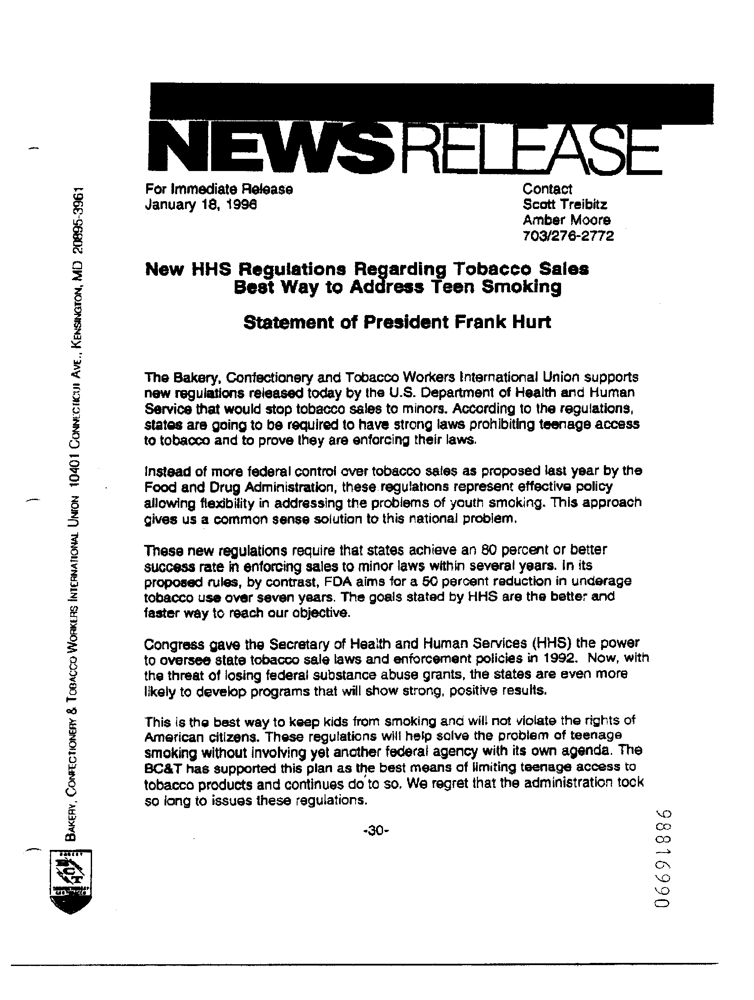 NEWSRELEASE
For Immediate Release
January 18, 1996
Contact
Scott Treibitz
Amber Moore
703/276-2772
New HHS Regulations Regarding Tobacco Sales
Best Way to Address Teen Smoking
Statement of President Frank Hurt
The Bakery, Confectionery and Tobacco Workers International Union supports
new regulations released today by the U.S. Department of Health and Human
Service that would stop tobacco sales to minors. According to the regulations,
states are going to be required to have strong laws prohibiting teenage access
to tobacco and to prove they are enforcing their laws.
Instead of more federal control over tobacco sales as proposed last year by the
Food and Drug Administration, these regulations represent effective policy
allowing flexibility in addressing the problems of youth smoking. This approach
gives us a common sense solution to this national problem.
These new regulations require that states achieve an 80 percent or better
success rate in enforcing sales to minor laws within several years. In its
proposed rules, by contrast, FDA aims for a 50 percent reduction in underage
tobacco use over seven years. The goals stated by HHS are the better and
faster way to reach our objective.
Congress gave the Secretary of Health and Human Services (HHS) the power
to oversee state tobacco sale laws and enforcement policies in 1992. Now, with
the threat of losing federal substance abuse grants, the states are even more
likely to develop programs that will show strong, positive results.
This is the best way to keep kids from smoking and will not violate the rights of
American citizens. These regulations will help solve the problem of teenage
smoking without involving yet another federal agency with its own agenda. The
BC&T has supported this plan as the best means of limiting teenage access to
tobacco products and continues do to so. We regret that the administration took
so long to issues these regulations.
-30-
BAKERY, CONFECTIONERY & TOBACCO WORKERS INTERNATIONAL UNION 10401 CONNECTICUT AVE., KENSINGTON, MD 20895-3961
BAKERY
98816990